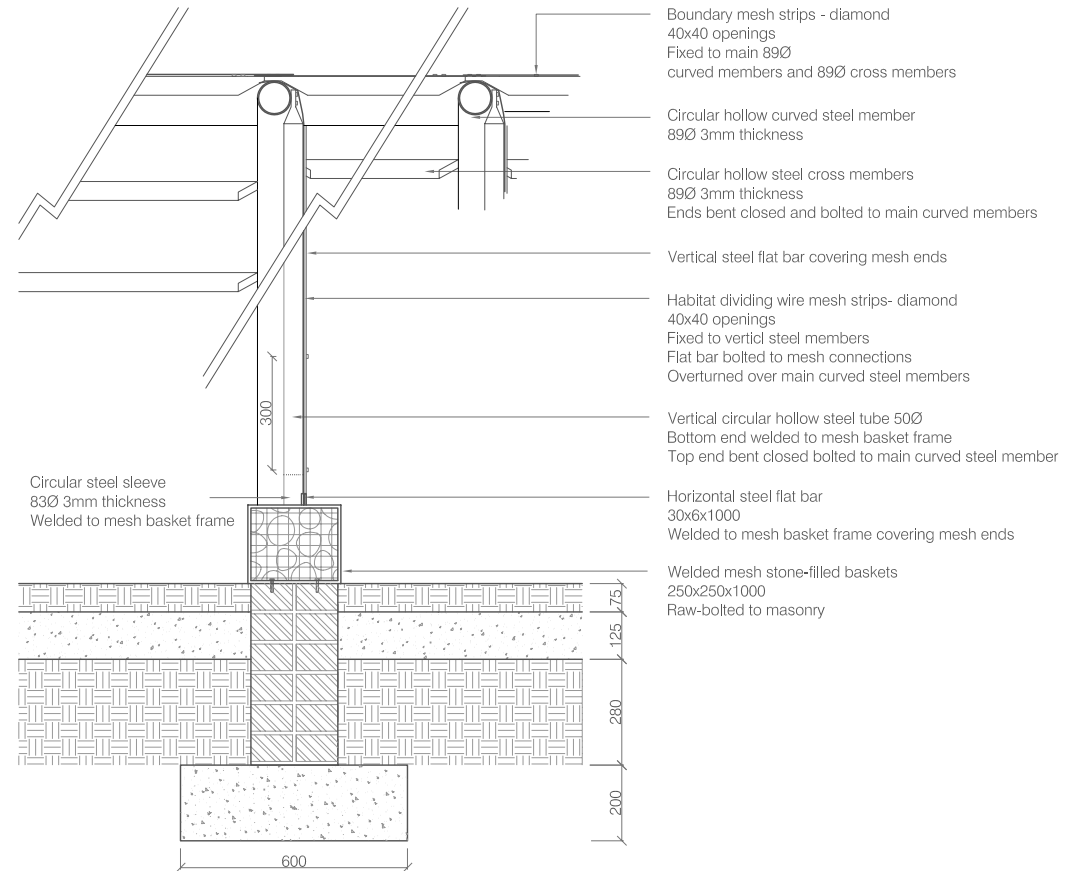 Boundary mesh strips - diamond
40x40 openings
Fixed to main 89Ø
curved members and 89Ø cross members
Circular hollow curved steel member
89Ø 3mm thickness
Circular hollow steel cross members
89Ø 3mm thickness
Ends bent closed and bolted to main curved members
Vertical steel flat bar covering mesh ends
Habitat dividing wire mesh strips- diamond
40x40 openings
Fixed to verticl steel members
Flat bar bolted to mesh connections
Overturned over main curved steel members
300
Vertical circular hollow steel tube 50Ø
Bottom end welded to mesh basket frame
Top end bent closed bolted to main curved steel member
Circular steel sleeve
83Ø 3mm thickness
Welded to mesh basket frame
Horizontal steel flat bar
30x6x1000
Welded to mesh basket frame covering mesh ends
Welded mesh stone-filled baskets
250x250x1000
Raw-bolted to masonry
75
125
280
200
600